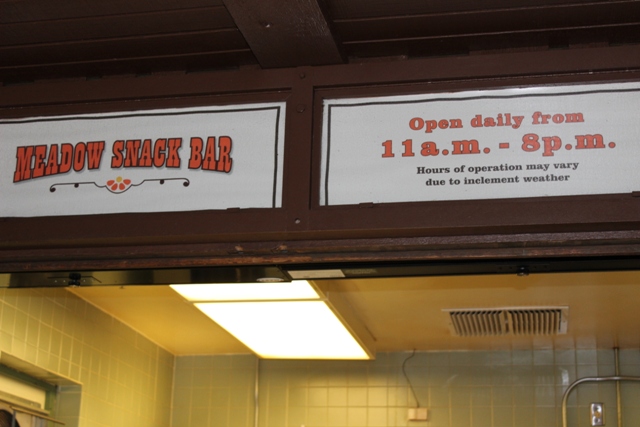 MEADOW SNACK BAR
Open daily from
11a.m. - 8p.m.
Hours of operation may vary
due to inclement weather